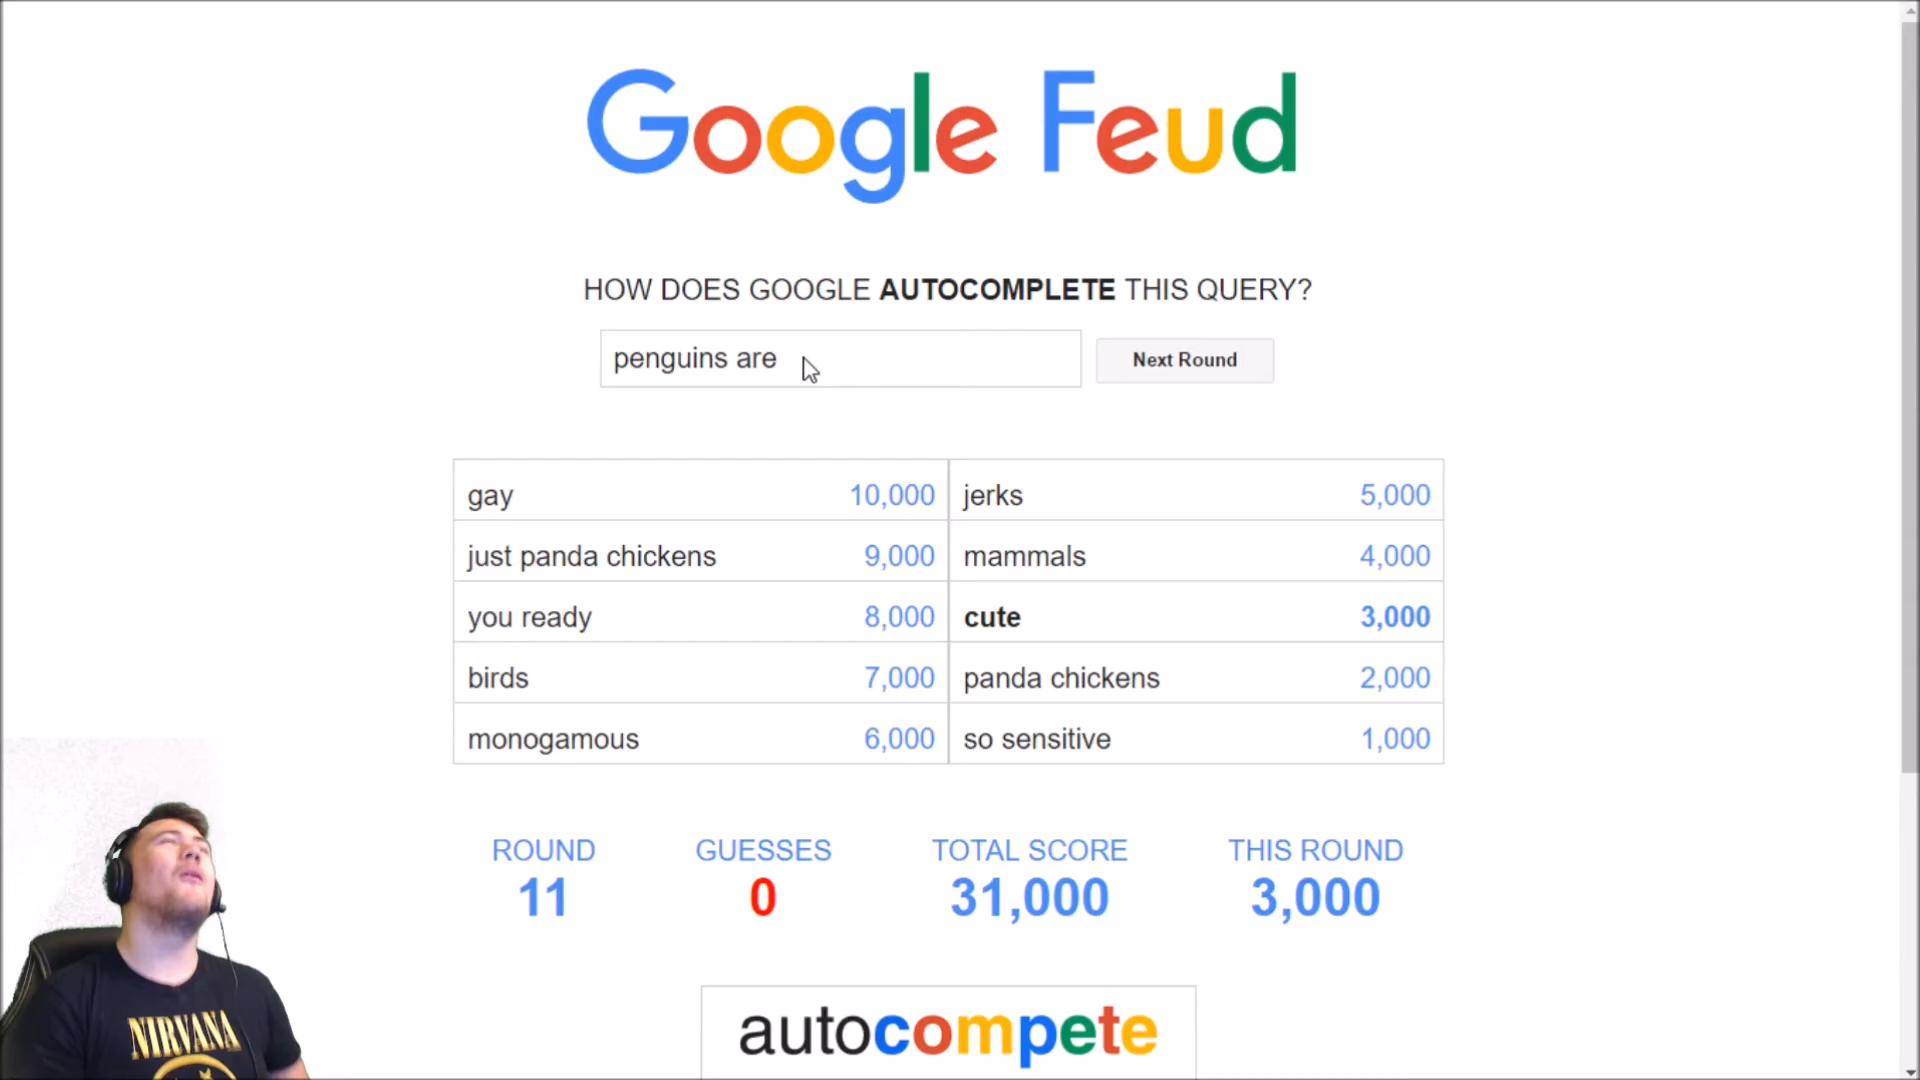 Google Feud
HOW DOES GOOGLE AUTOCOMPLETE THIS QUERY?
penguins are
Next Round
gay 10,000 jerks 5,000
just panda chickens 9,000 mammals 4,000
you ready 8,000 cute 3,000
birds 7,000 panda chickens 2,000
monogamous 6,000 so sensitive 1,000
ROUND GUESSES TOTAL SCORE THIS ROUND
11 0 31,000 3,000
autocompete
NIRVANA